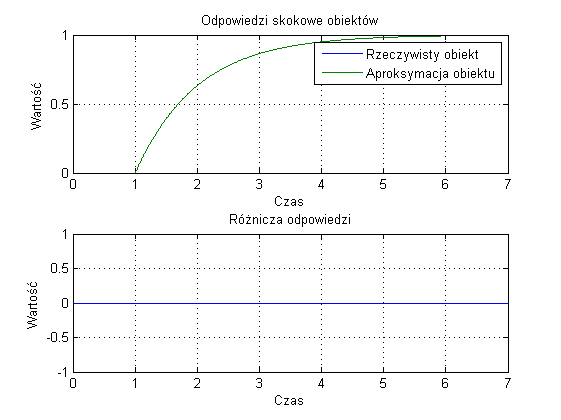 Odpowiedzi skokowe obiektów
1
0.5
0
Wartość
Rzeczywisty obiekt
Aproksymacja obiektu
0 1 2 3 4 5 6 7
Czas
Różnicza odpowiedzi
1
0.5
0
-0.5
-1
Wartość
0 1 2 3 4 5 6 7
Czas